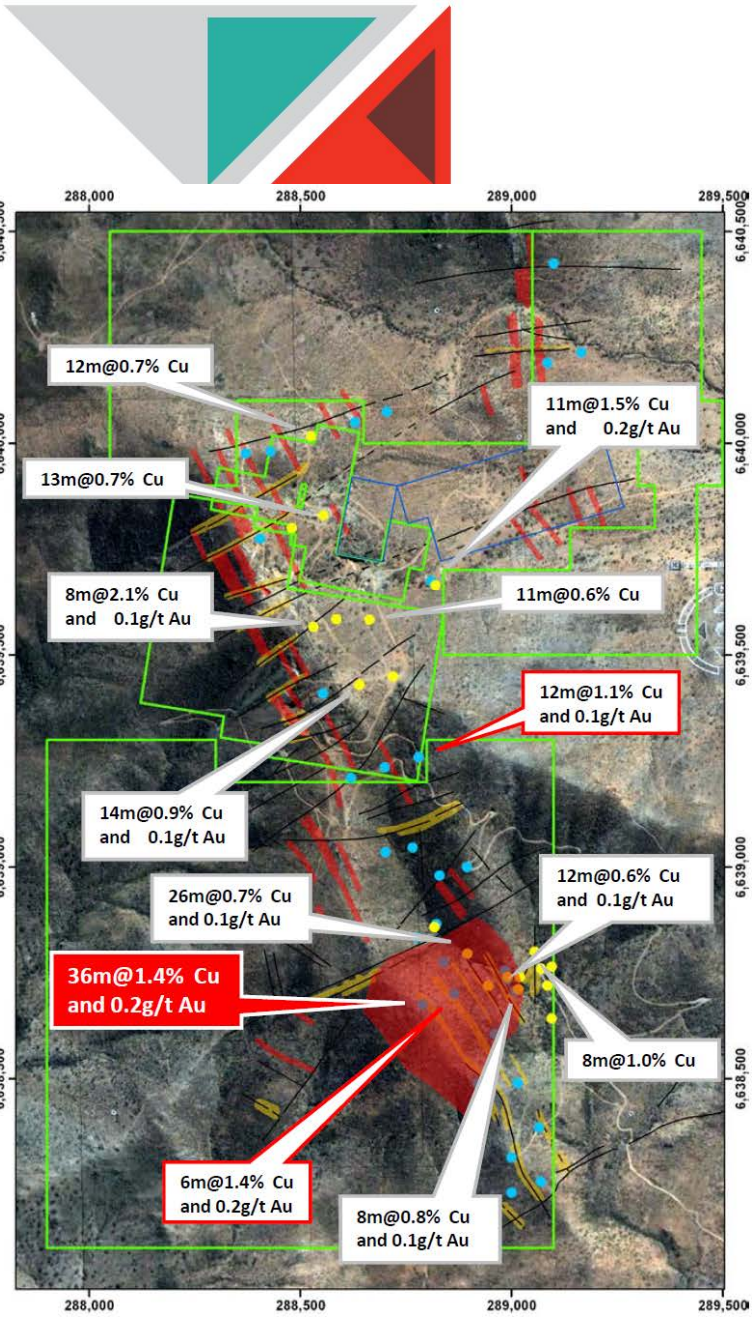 288,000
288,500
289,000
289,500
6,640,500
12m@0.7% Cu
11m@1.5% Cu
and 0.2g/t Au
6,640,000
6,640,000
13m@0.7% Cu
8m@2.1% Cu
and 0.1g/t Au
11m@0.6% Cu
6,639,500
12m@1.1% Cu
and 0.1g/t Au
14m@0.9% Cu
and 0.1g/t Au
12m@0.6% Cu
and 0.1g/t Au
6,639,000
26m@0.7% Cu
and 0.1g/t Au
36m@1.4% Cu
and 0.2g/t Au
8m@1.0% Cu
6,638,500
6m@1.4% Cu
and 0.2g/t Au
8m@0.8% Cu
and 0.1g/t Au
288,000
288,500
289,000
289,500